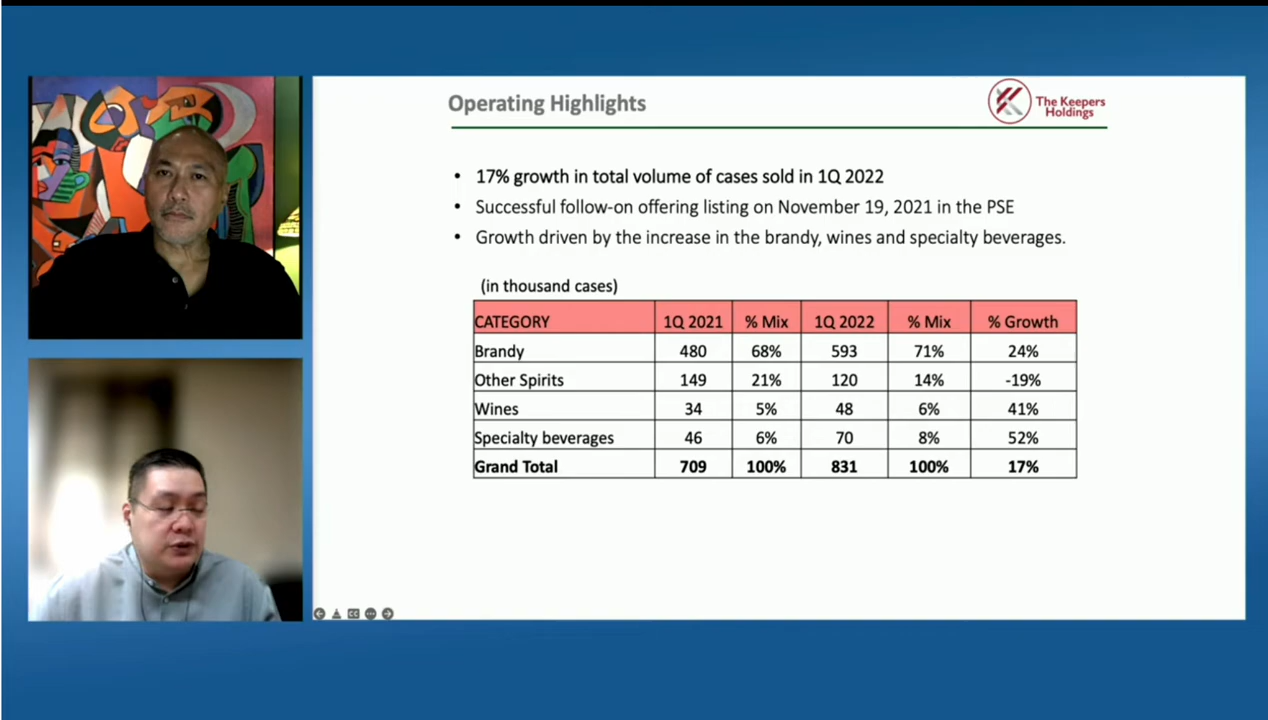 Operating Highlights
The Keepers
Holdings
• 17% growth in total volume of cases sold in 1Q 2022
• Successful follow-on offering listing on November 19, 2021 in the PSE
• Growth driven by the increase in the brandy, wines and specialty beverages.
(in thousand cases)
CATEGORY 1Q 2021 % Mix 1Q 2022 % Mix % Growth
Brandy 480 68% 593 71% 24%
Other Spirits 149 21% 120 14% -19%
Wines 34 5% 48 6% 41%
Specialty beverages 46 6% 70 8% 52%
Grand Total 709 100% 831 100% 17%
CC